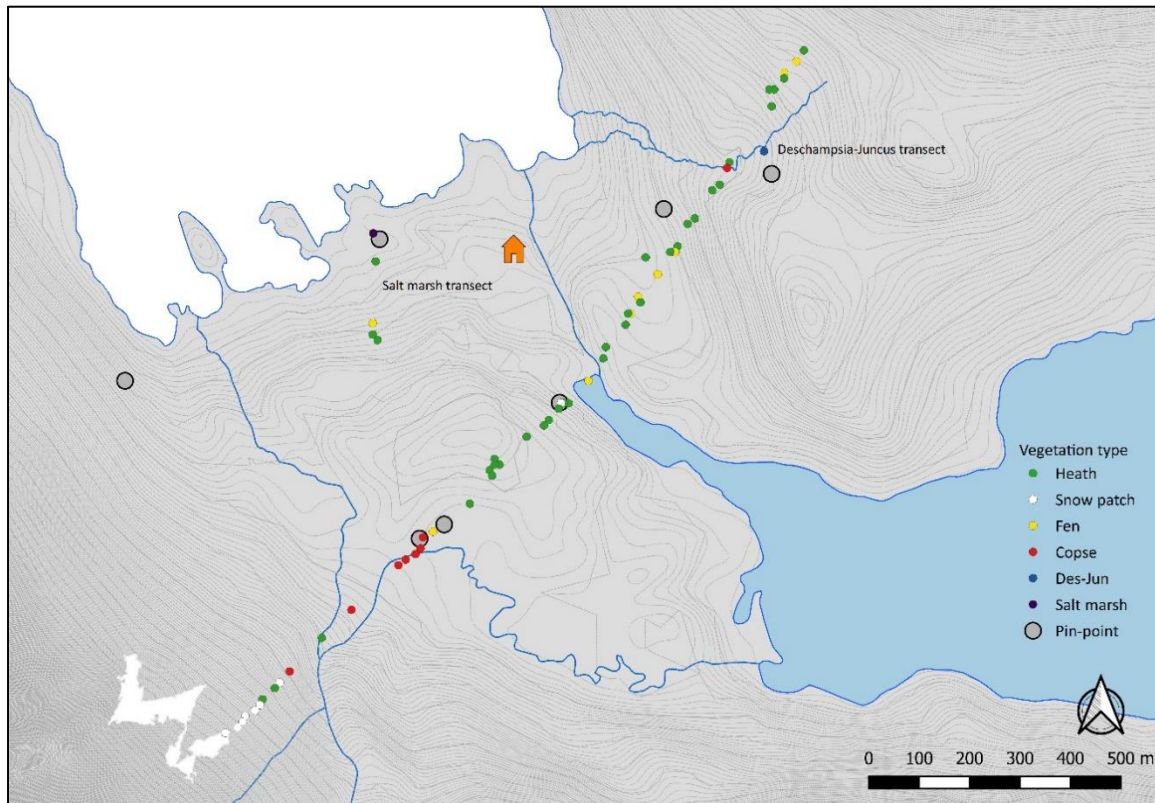 Deschampsia-Juncus transect
Salt marsh transect
Vegetation type
Heath
Snow patch
Fen
Copse
Des-Jun
Salt marsh
Pin-point
0 100 200 300 400 500 m